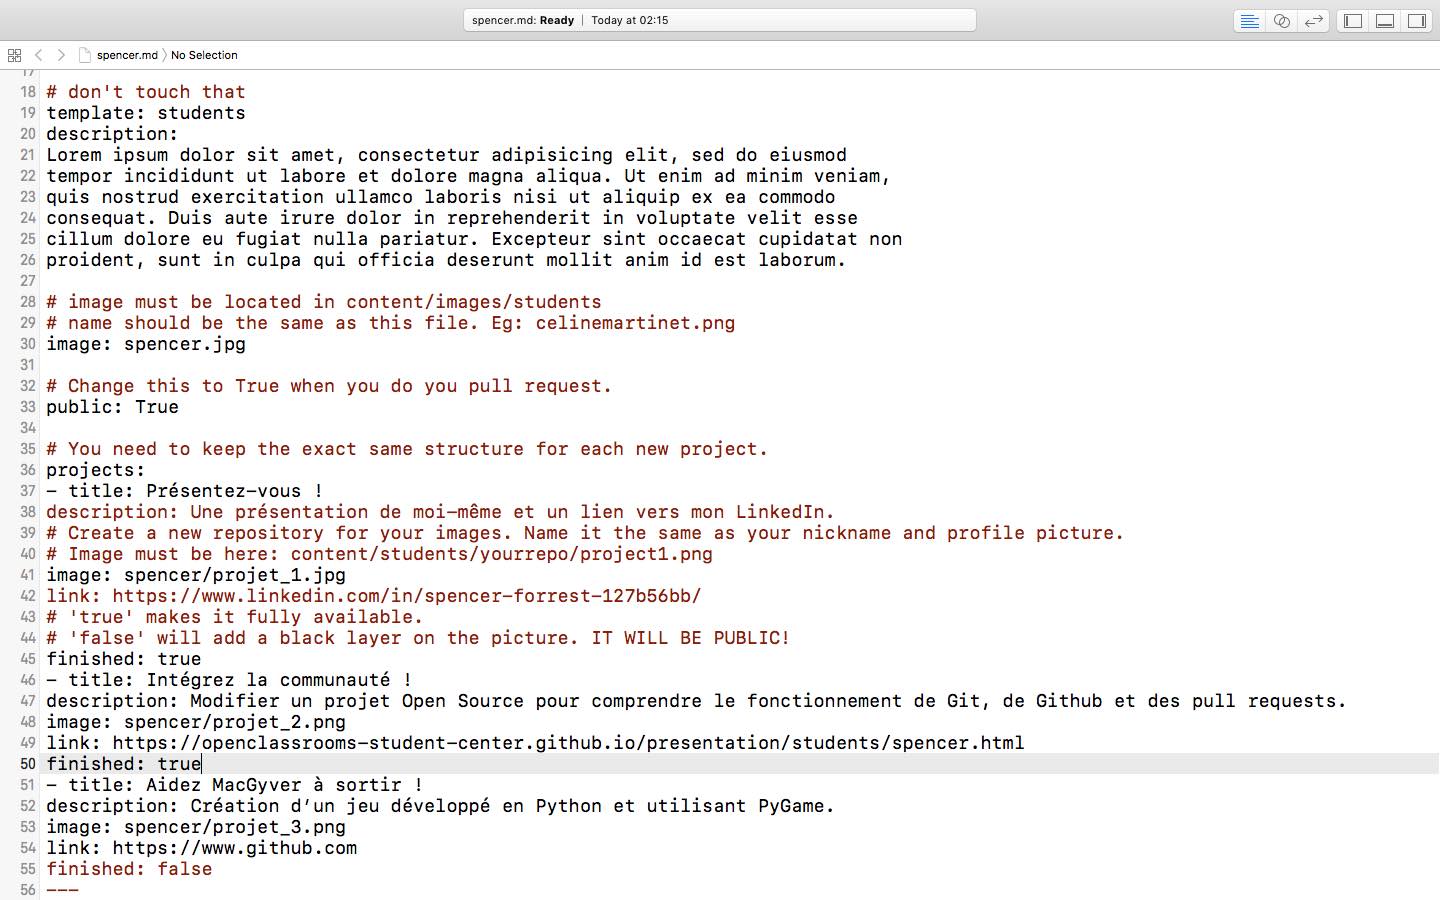 spencer.md: Ready | Today at 02:15
spencer.md 〉 No Selection
17
18 # don't touch that
19 template: students
20 description:
21 Lorem ipsum dolor sit amet, consectetur adipisicing elit, sed do eiusmod
22 tempor incididunt ut labore et dolore magna aliqua. Ut enim ad minim veniam,
23 quis nostrud exercitation ullamco laboris nisi ut aliquip ex ea commodo
24 consequat. Duis aute irure dolor in reprehenderit in voluptate velit esse
25 cillum dolore eu fugiat nulla pariatur. Excepteur sint occaecat cupidatat non
26 proident, sunt in culpa qui officia deserunt mollit anim id est laborum.
27
28 # image must be located in content/images/students
29 # name should be the same as this file. Eg: celinemartinet.png
30 image: spencer.jpg
31
32 # Change this to True when you do you pull request.
33 public: True
34
35 # You need to keep the exact same structure for each new project.
36 projects:
37 - title: Présentez-vous !
38 description: Une présentation de moi-même et un lien vers mon LinkedIn.
39 # Create a new repository for your images. Name it the same as your nickname and profile picture.
40 # Image must be here: content/students/yourrepo/project1.png
41 image: spencer/projet_1.jpg
42 link: https://www.linkedin.com/in/spencer-forrest-127b56bb/
43 # 'true' makes it fully available.
44 # 'false' will add a black layer on the picture. IT WILL BE PUBLIC!
45 finished: true
46 - title: Intégrez la communauté !
47 description: Modifier un projet Open Source pour comprendre le fonctionnement de Git, de Github et des pull requests.
48 image: spencer/projet_2.png
49 link: https://openclassrooms-student-center.github.io/presentation/students/spencer.html
50 finished: true
51 - title: Aidez MacGyver à sortir !
52 description: Création d'un jeu développé en Python et utilisant PyGame.
53 image: spencer/projet_3.png
54 link: https://www.github.com
55 finished: false
56 ---